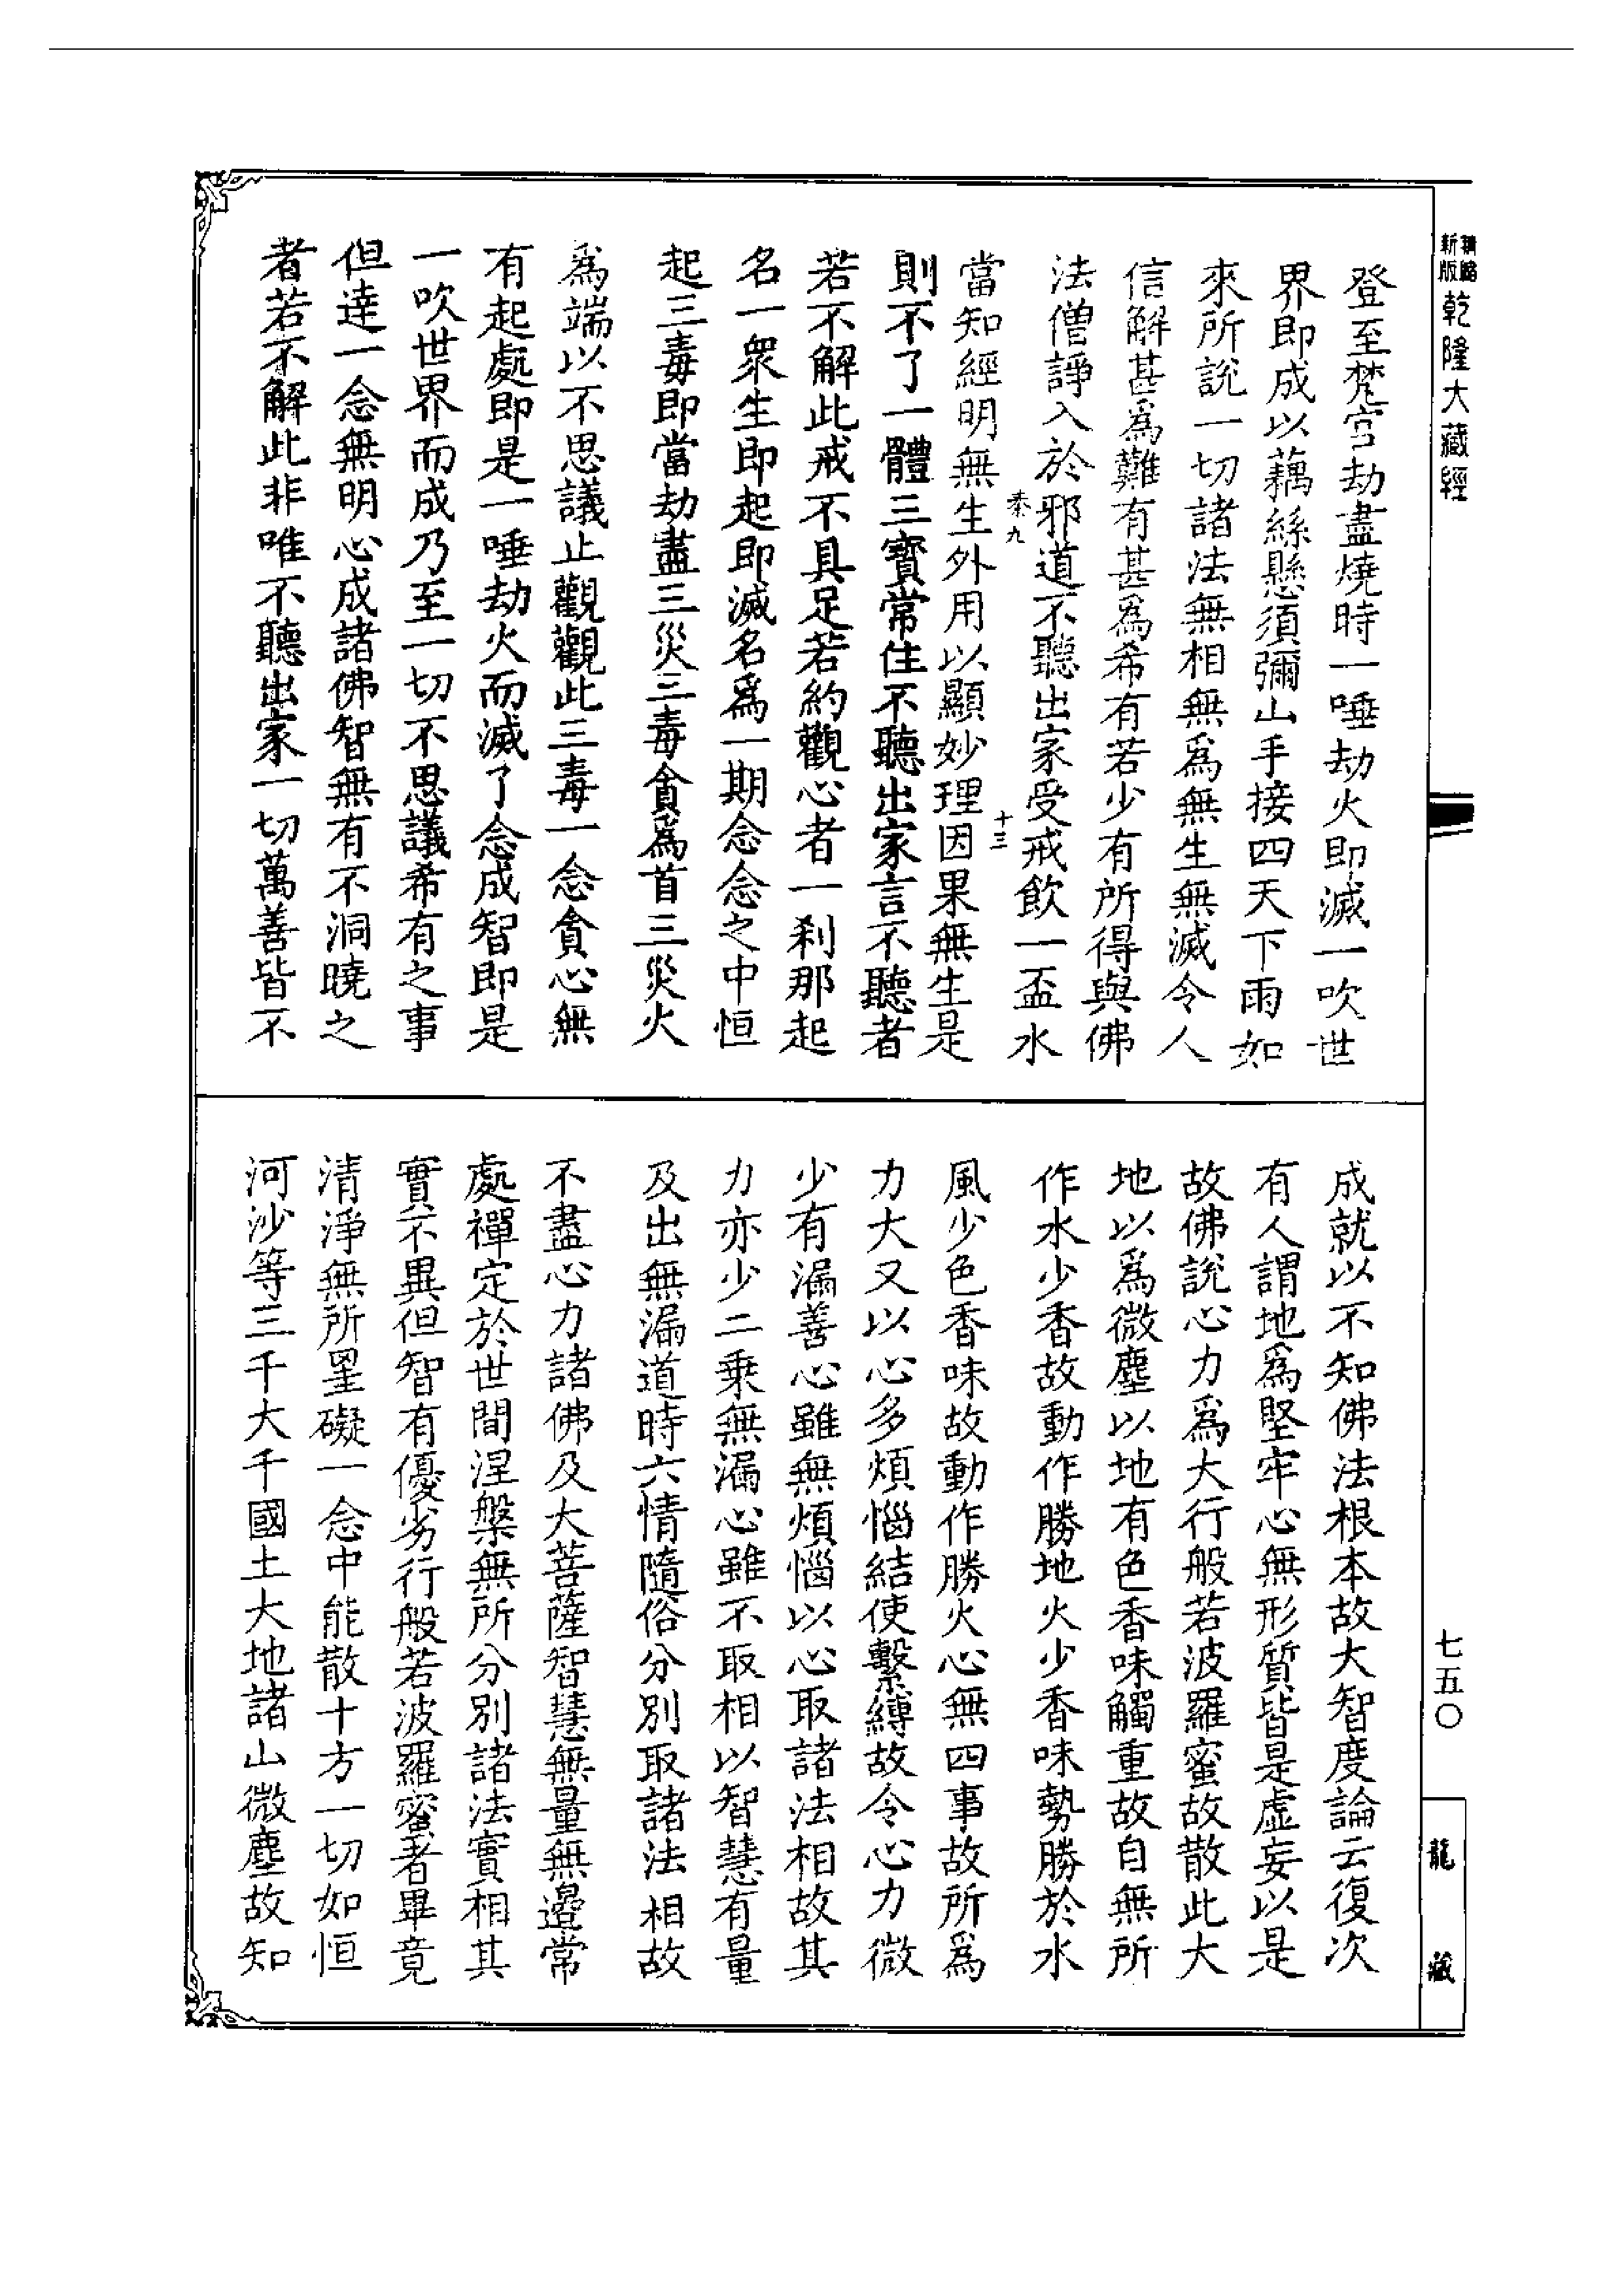 新版精縮乾隆大藏經
登至梵宮劫盡燒時一唾劫火即滅一吹世
界即成以藕絲懸須彌山手接四天下雨如
來所說一切諸法無相無為無生無滅令人
信解甚為難有甚為希有若少有所得與佛
法僧諍入於邪道不聽出家受戒飲一盃水
秦九
十三
當知經明無生外用以顯妙理因果無生是
則不了一體三寶常住不聽出家言不聽者
若不解此戒不具足若約觀心者一剎那起
名一眾生即起即滅名為一期念念之中恒
起三毒即當劫盡三災三毒貪為首三災火
為端以不思議止觀觀此三毒一念貪心無
有起處即是一唾劫火而滅了念成智即是
一吹世界而成乃至一切不思議希有之事
但達一念無明心成諸佛智無有不洞曉之
者若不解此非唯不聽出家一切萬善皆不
成就以不知佛法根本故大智度論云復次
有人謂地為堅牢心無形質皆是虛妄以是
故佛說心力為大行般若波羅蜜故散此大
地以為微塵以地有色香味觸重故自無所
作水少香故動作勝地火少香味勢勝於水
風少色香味故動作勝火心無四事故所為
力大又以心多煩惱結使繫縛故令心力微
少有漏善心雖無煩惱以心取諸法相故其
力亦少二乘無漏心雖不取相以智慧有量
及出無漏道時六情隨俗分別取諸法相故
不盡心力諸佛及大菩薩智慧無量無邊常
處禪定於世間涅槃無所分別諸法實相其
實不異但智有優劣行般若波羅蜜者畢竟
清淨無所罣礙一念中能散十方一切如恒
河沙等三千大千國土大地諸山微塵故知
七五〇
龍藏